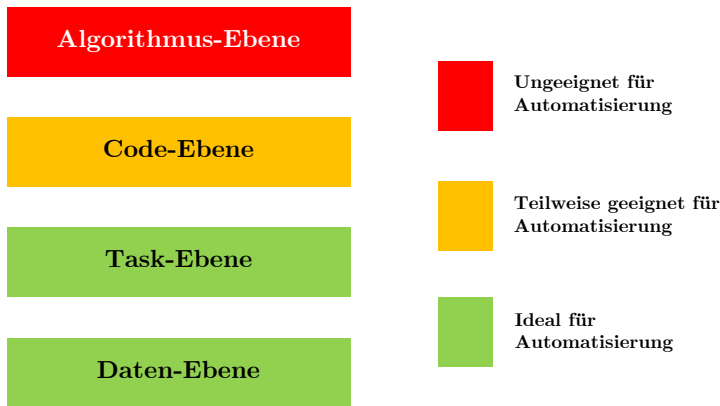 Algorithmus-Ebene
Code-Ebene
Task-Ebene
Daten-Ebene
Ungeeignet für
Automatisierung
Teilweise geeignet für
Automatisierung
Ideal für
Automatisierung